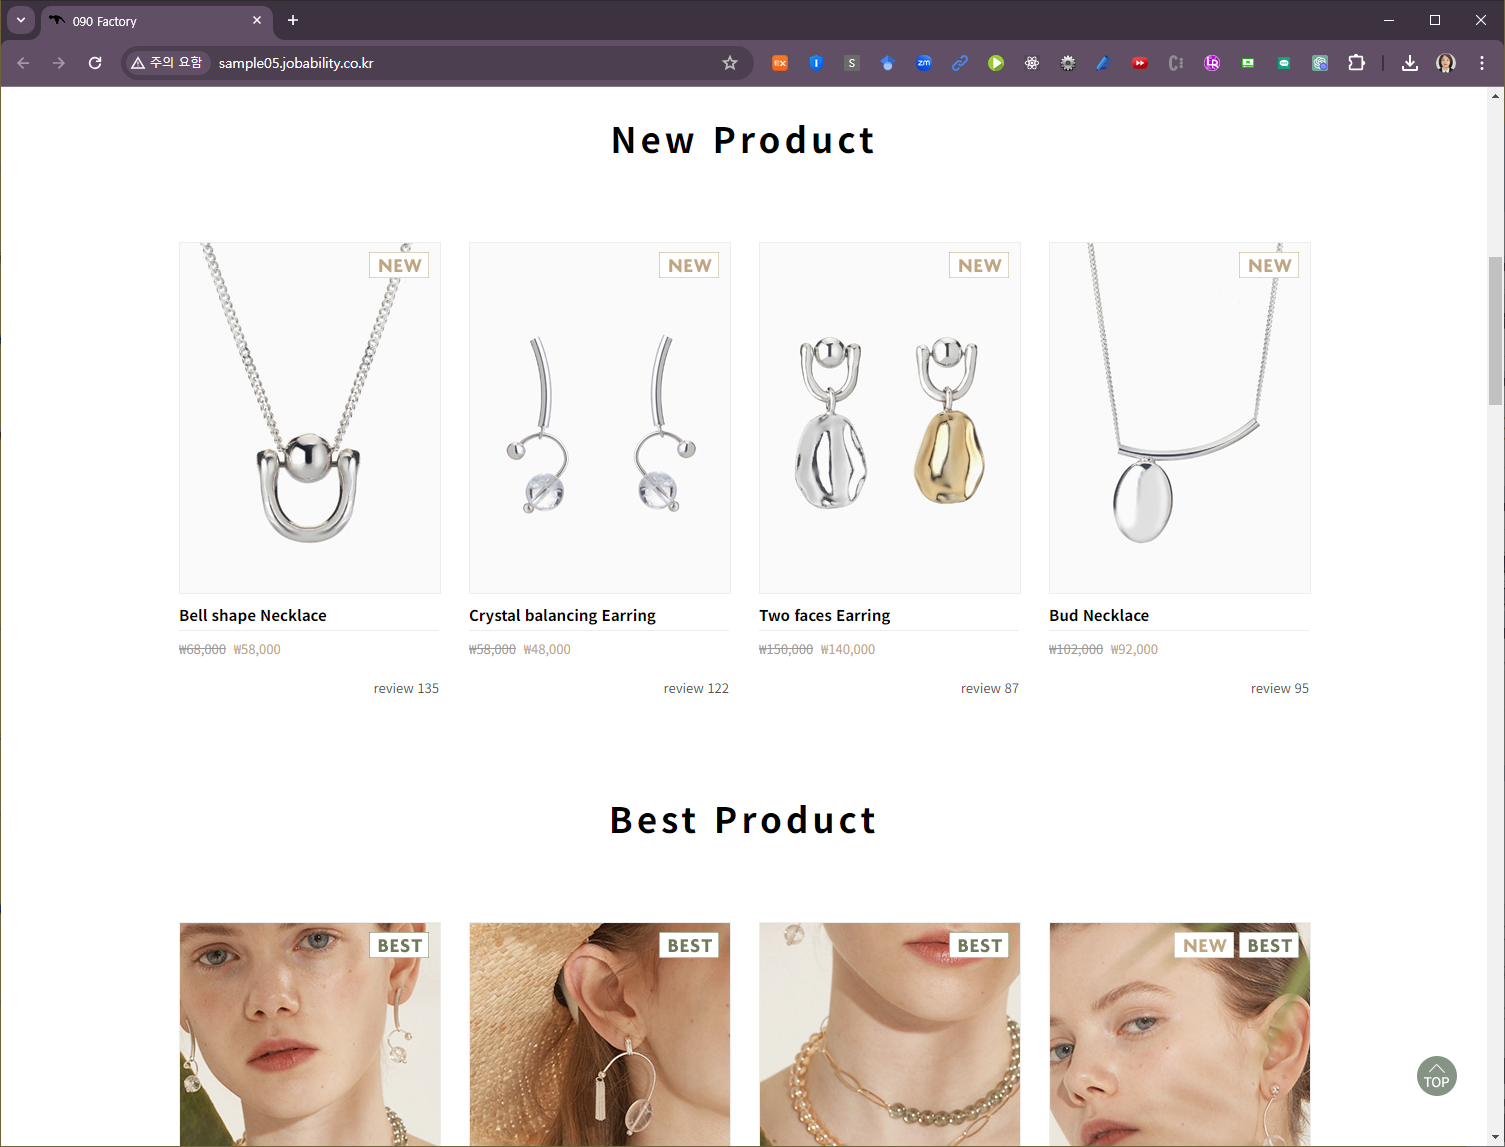 090 Factory
주의 요함
sample05.jobability.co.kr
New Product
NEW
NEW
NEW
NEW
Bell shape Necklace
Crystal balancing Earring
Two faces Earring
Bud Necklace
₩68,000 ₩58,000
₩58,000 ₩48,000
₩150,000 ₩140,000
₩102,000 ₩92,000
review 135
review 122
review 87
review 95
Best Product
BEST
BEST
BEST
NEW BEST
TOP